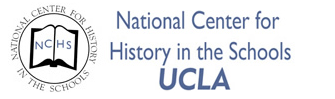 NATIONAL CENTER FOR HISTORY
IN THE SCHOOLS
NCHS
National Center for
History in the Schools
UCLA